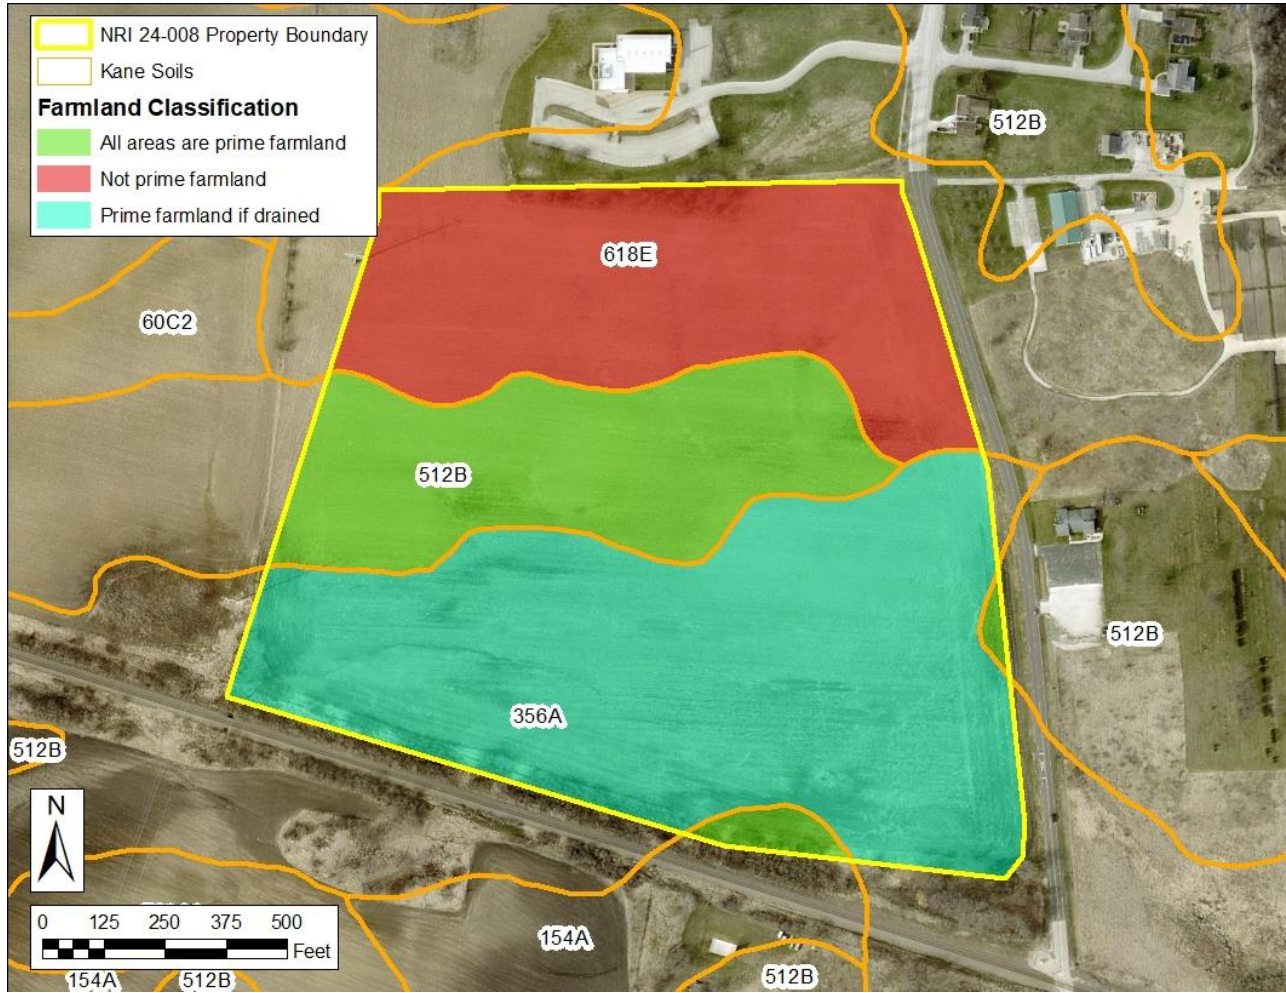 NRI 24-008 Property Boundary
Kane Soils
Farmland Classification
All areas are prime farmland
Not prime farmland
Prime farmland if drained
512B
618E
60C2
512B
512B
356A
512B
N
0 125 250 375 500
Feet
154A
154A
512B
512B